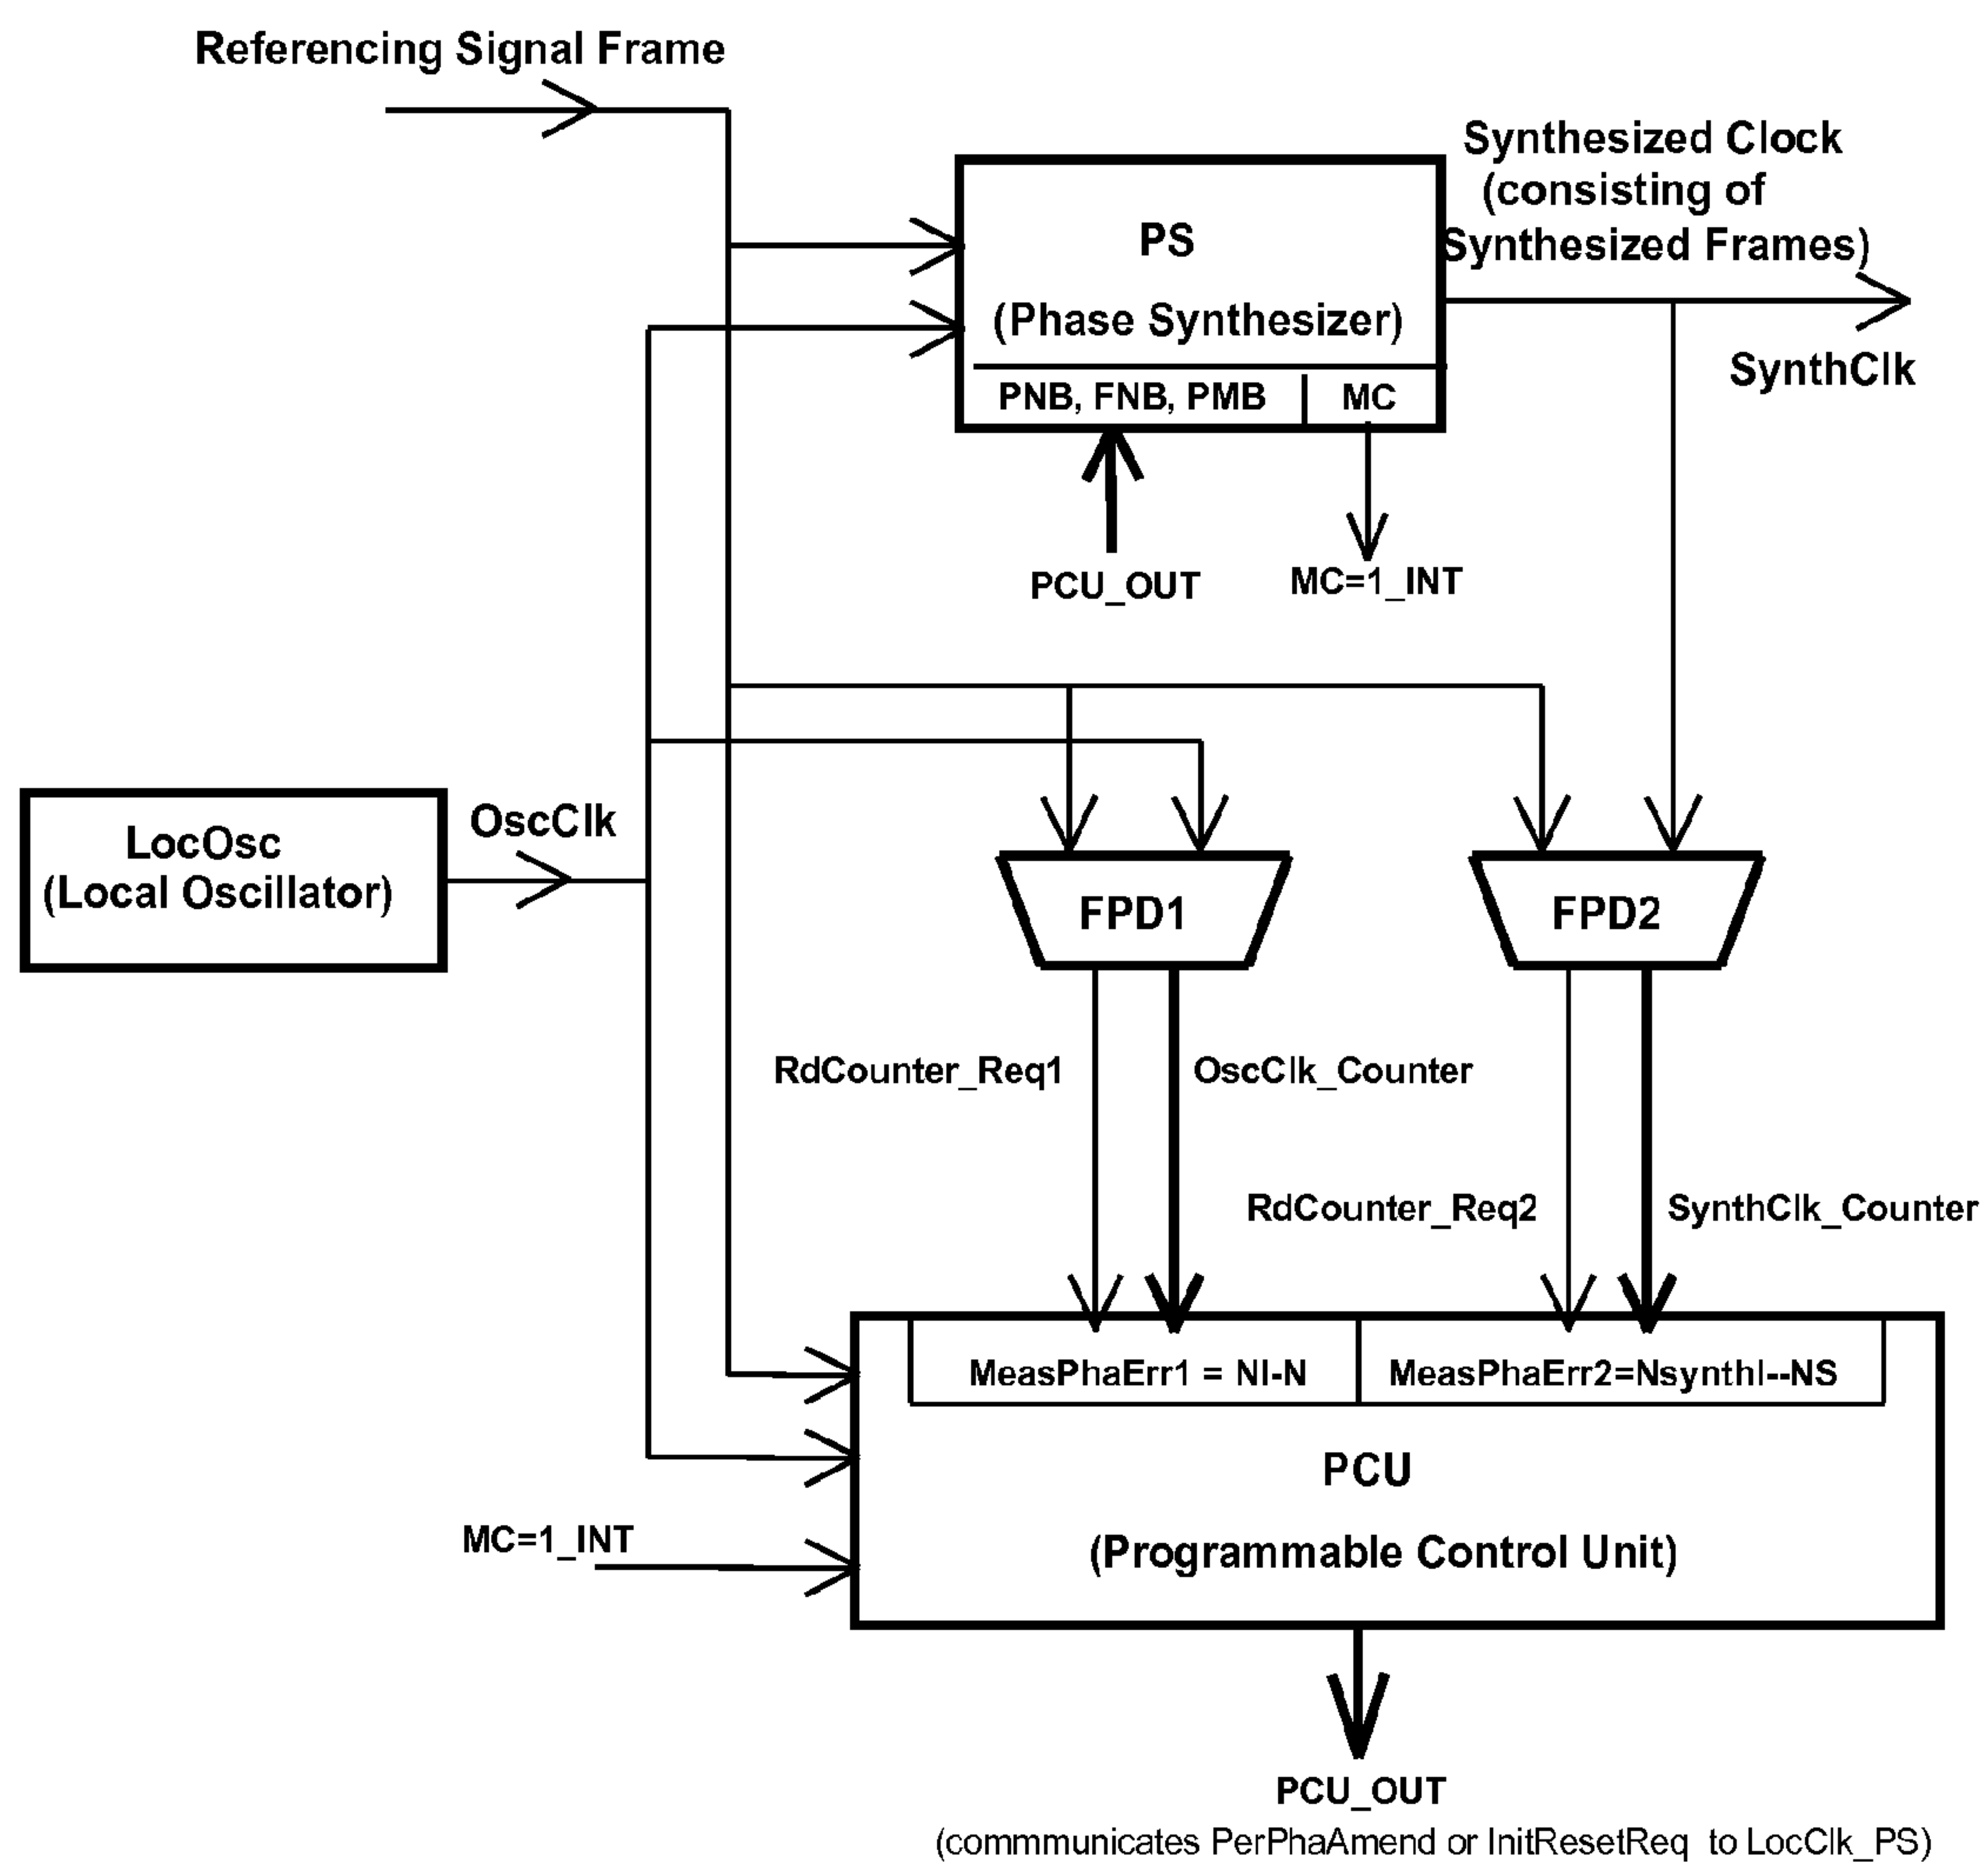 Referencing Signal Frame
Synthesized Clock
(consisting of
Synthesized Frames)
PS
(Phase Synthesizer)
SynthClk
PNB, FNB, PMB
MC
PCU_OUT
MC=1_INT
LocOsc
(Local Oscillator)
OscClk
FPD1
FPD2
RdCounter_Req1
OscClk_Counter
RdCounter_Req2
SynthClk_Counter
MeasPhaErr1 = NI-N
MeasPhaErr2=NsynthI--NS
PCU
(Programmable Control Unit)
MC=1_INT
PCU_OUT
(commmunicates PerPhaAmend or InitResetReq to LocClk_PS)